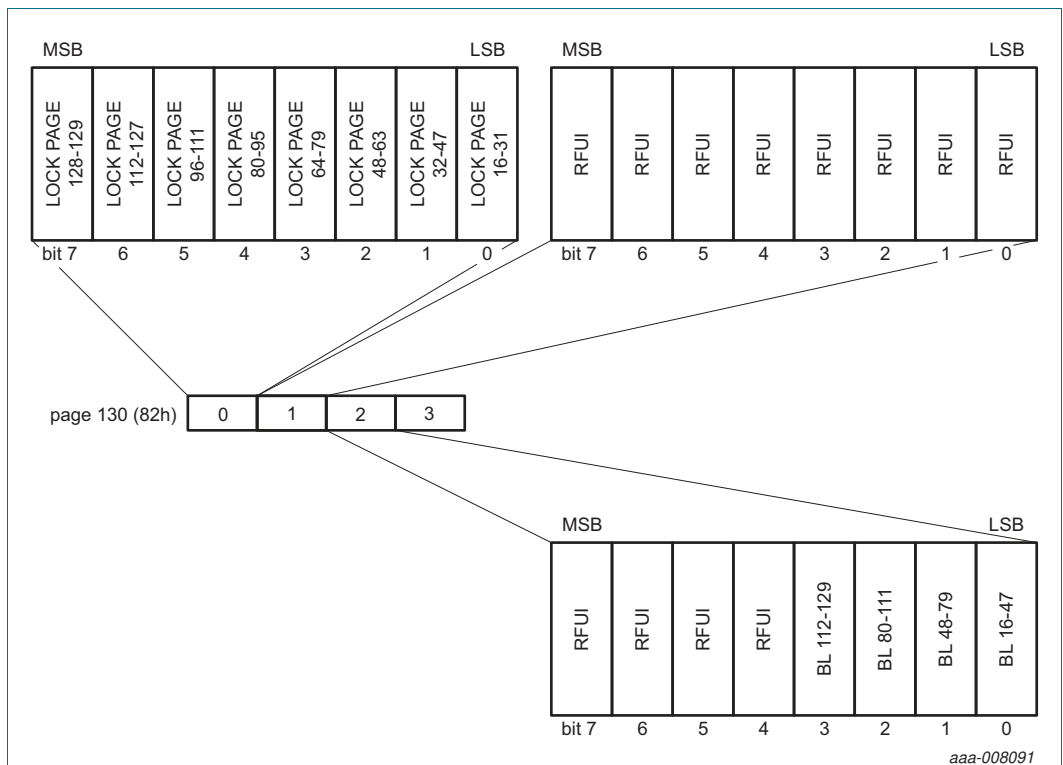 MSB LSB
LOCK PAGE
128-129
LOCK PAGE
112-127
LOCK PAGE
96-111
LOCK PAGE
80-95
LOCK PAGE
64-79
LOCK PAGE
48-63
LOCK PAGE
32-47
LOCK PAGE
16-31
bit 7 6 5 4 3 2 1 0
MSB LSB
RFUI
RFUI
RFUI
RFUI
RFUI
RFUI
RFUI
RFUI
bit 7 6 5 4 3 2 1 0
page 130 (82h) 0 1 2 3
MSB LSB
RFUI
RFUI
RFUI
RFUI
BL 112-129
BL 80-111
BL 48-79
BL 16-47
bit 7 6 5 4 3 2 1 0
aaa-008091